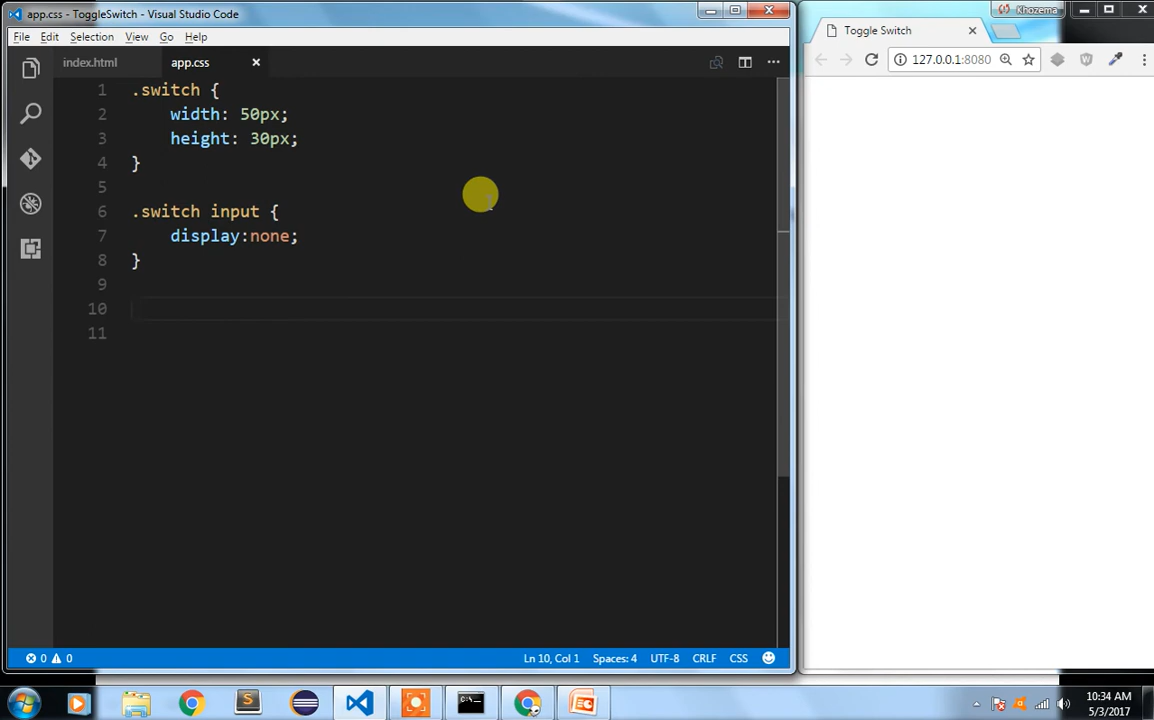 app.css - ToggleSwitch - Visual Studio Code
File Edit Selection View Go Help
index.html app.css
1 .switch {
2 width: 50px;
3 height: 30px;
4 }
5
6 .switch input {
7 display:none;
8 }
9
10
11
Ln 10, Col 1 Spaces: 4 UTF-8 CRLF CSS
0 0
Khozema
Toggle Switch
127.0.0.1:8080
10:34 AM
5/3/2017